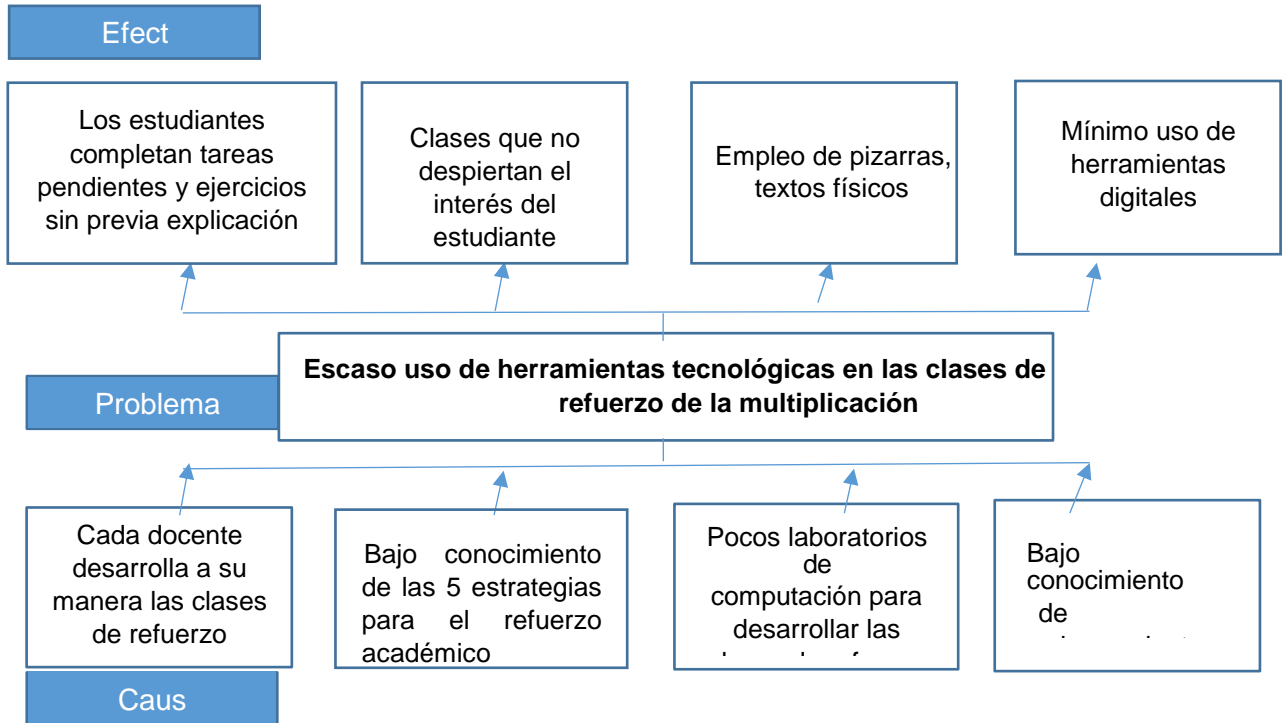 Efect
Los estudiantes
completan tareas
pendientes y ejercicios
sin previa explicación
Clases que no
despiertan el
interés del
estudiante
Empleo de pizarras,
textos físicos
Mínimo uso de
herramientas
digitales
Escaso uso de herramientas tecnológicas en las clases de
refuerzo de la multiplicación
Problema
Cada docente
desarrolla a su
manera las clases
de refuerzo
Bajo conocimiento
de las 5 estrategias
para el refuerzo
académico
Pocos laboratorios
de
computación para
desarrollar las
Bajo
conocimiento
de
Caus